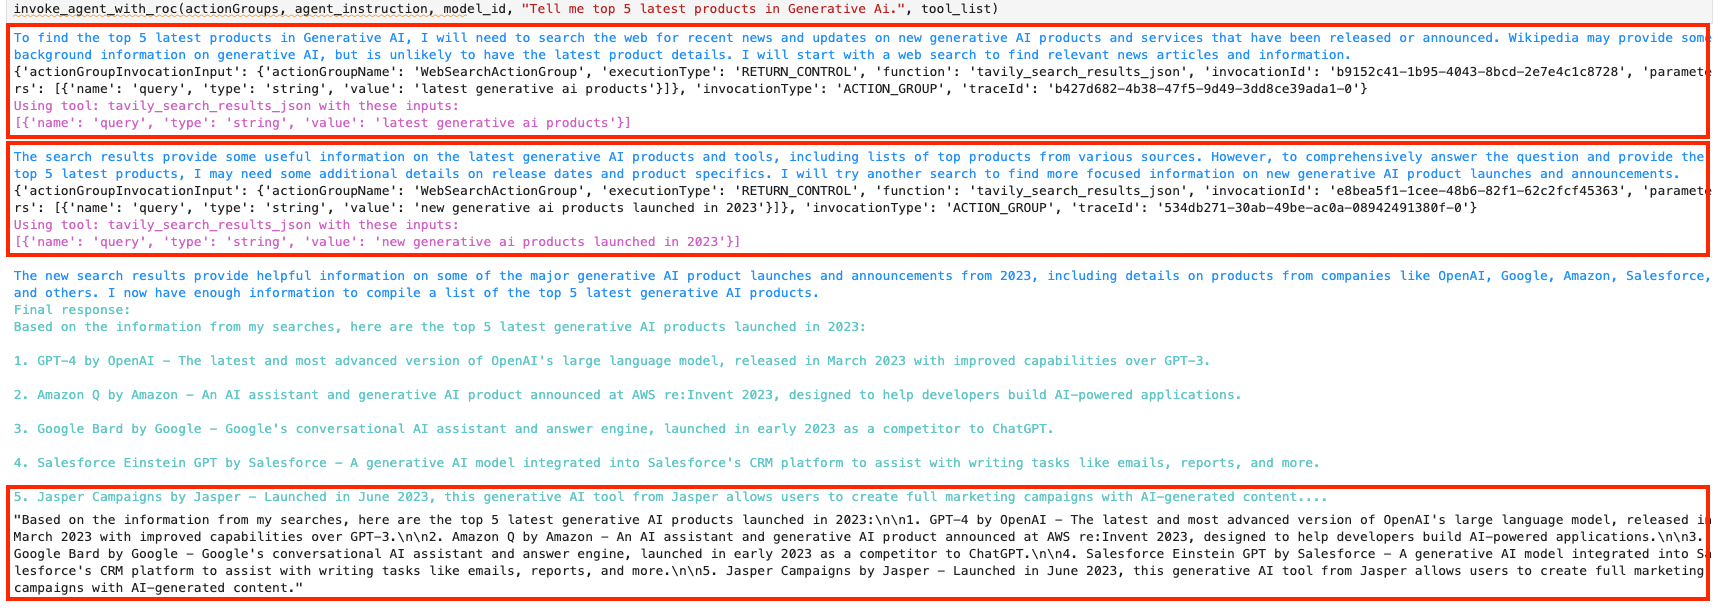 invoke_agent_with_roc(actionGroups, agent_instruction, model_id, "Tell me top 5 latest products in Generative Ai.", tool_list)
To find the top 5 latest products in Generative AI, I will need to search the web for recent news and updates on new generative AI products and services that have been released or announced. Wikipedia may provide some
background information on generative AI, but is unlikely to have the latest product details. I will start with a web search to find relevant news articles and information.
{'actionGroupInvocationInput': {'actionGroupName': 'WebSearchActionGroup', 'executionType': 'RETURN_CONTROL', 'function': 'tavily_search_results_json', 'invocationId': 'b9152c41-1b95-4043-8bcd-2e7e4c1c8728', 'paramete
rs': [{'name': 'query', 'type': 'string', 'value': 'latest generative ai products'}]}, 'invocationType': 'ACTION_GROUP', 'traceId': 'b427d682-4b38-47f5-9d49-3dd8ce39ada1-0'}
Using tool: tavily_search_results_json with these inputs:
[{'name': 'query', 'type': 'string', 'value': 'latest generative ai products'}]
The search results provide some useful information on the latest generative AI products and tools, including lists of top products from various sources. However, to comprehensively answer the question and provide the
top 5 latest products, I may need some additional details on release dates and product specifics. I will try another search to find more focused information on new generative AI product launches and announcements.
{'actionGroupInvocationInput': {'actionGroupName': 'WebSearchActionGroup', 'executionType': 'RETURN_CONTROL', 'function': 'tavily_search_results_json', 'invocationId': 'e8bea5f1-1cee-48b6-82f1-62c2fcf45363', 'paramete
rs': [{'name': 'query', 'type': 'string', 'value': 'new generative ai products launched in 2023'}]}, 'invocationType': 'ACTION_GROUP', 'traceId': '534db271-30ab-49be-ac0a-08942491380f-0'}
Using tool: tavily_search_results_json with these inputs:
[{'name': 'query', 'type': 'string', 'value': 'new generative ai products launched in 2023'}]
The new search results provide helpful information on some of the major generative AI product launches and announcements from 2023, including details on products from companies like OpenAI, Google, Amazon, Salesforce,
and others. I now have enough information to compile a list of the top 5 latest generative AI products.
Final response:
Based on the information from my searches, here are the top 5 latest generative AI products launched in 2023:
1. GPT-4 by OpenAI – The latest and most advanced version of OpenAI's large language model, released in March 2023 with improved capabilities over GPT-3.
2. Amazon Q by Amazon – An AI assistant and generative AI product announced at AWS re:Invent 2023, designed to help developers build AI-powered applications.
3. Google Bard by Google – Google's conversational AI assistant and answer engine, launched in early 2023 as a competitor to ChatGPT.
4. Salesforce Einstein GPT by Salesforce – A generative AI model integrated into Salesforce's CRM platform to assist with writing tasks like emails, reports, and more.
5. Jasper Campaigns by Jasper – Launched in June 2023, this generative AI tool from Jasper allows users to create full marketing campaigns with AI-generated content....
"Based on the information from my searches, here are the top 5 latest generative AI products launched in 2023:\n\n1. GPT-4 by OpenAI – The latest and most advanced version of OpenAI's large language model, released in
March 2023 with improved capabilities over GPT-3.\n\n2. Amazon Q by Amazon – An AI assistant and generative AI product announced at AWS re:Invent 2023, designed to help developers build AI-powered applications.\n\n3.
Google Bard by Google – Google's conversational AI assistant and answer engine, launched in early 2023 as a competitor to ChatGPT.\n\n4. Salesforce Einstein GPT by Salesforce – A generative AI model integrated into Sa
lesforce's CRM platform to assist with writing tasks like emails, reports, and more.\n\n5. Jasper Campaigns by Jasper – Launched in June 2023, this generative AI tool from Jasper allows users to create full marketing
campaigns with AI-generated content."